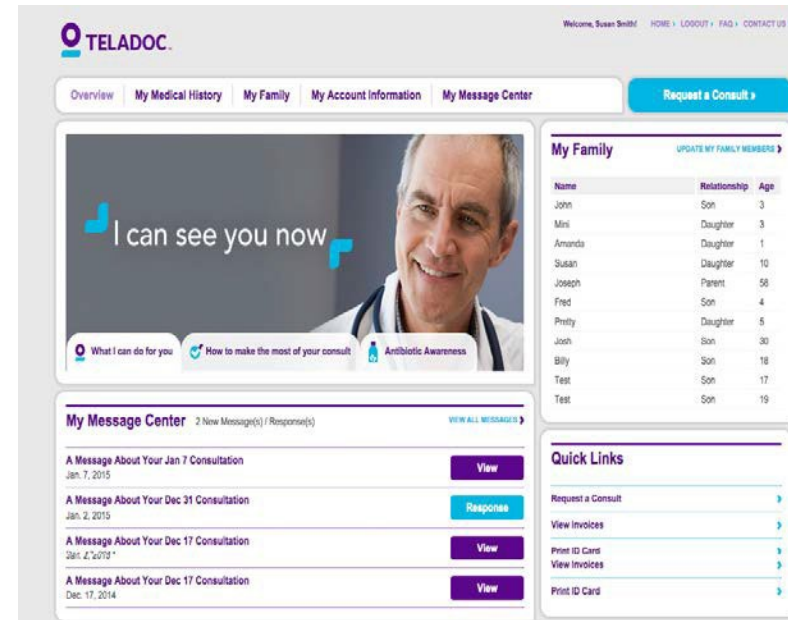 Welcome, Susan Smith! HOME › LOGOUT › FAQ › CONTACT US
TELADOC.
Overview My Medical History My Family My Account Information My Message Center Request a Consult »
I can see you now
What I can do for you How to make the most of your consult Antibiotic Awareness
My Family UPDATE MY FAMILY MEMBERS ❯
Name Relationship Age
John Son 3
Mini Daughter 3
Amanda Daughter 1
Susan Daughter 10
Joseph Parent 58
Fred Son 4
Pretty Daughter 5
Josh Son 30
Billy Son 18
Test Son 17
Test Son 19
My Message Center 2 New Message(s) / Response(s) VIEW ALL MESSAGES ❯
A Message About Your Jan 7 Consultation View
Jan. 7, 2015
A Message About Your Dec 31 Consultation Response
Jan. 2, 2015
A Message About Your Dec 17 Consultation View
A Message About Your Dec 17 Consultation View
Dec. 17, 2014
Quick Links
Request a Consult
View Invoices
Print ID Card
View Invoices
Print ID Card